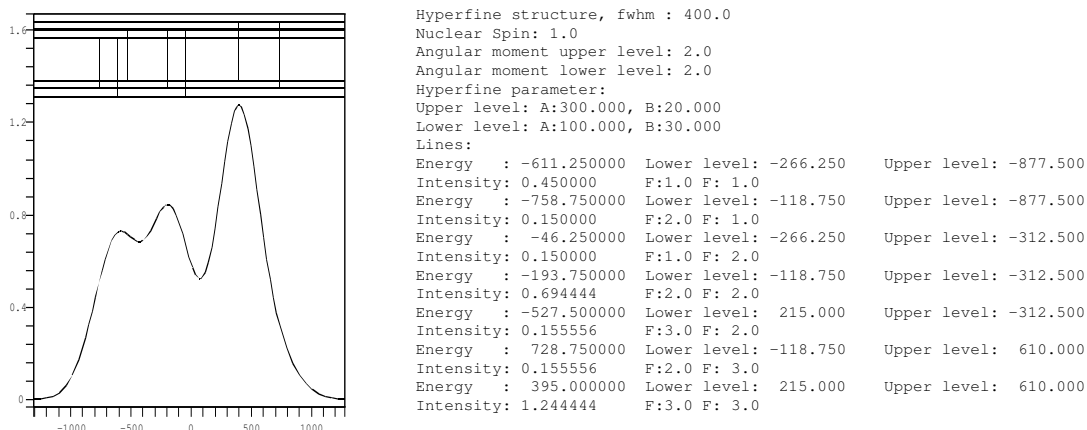 Hyperfine structure, fwhm : 400.0
Nuclear Spin: 1.0
Angular moment upper level: 2.0
Angular moment lower level: 2.0
Hyperfine parameter:
Upper level: A:300.000, B:20.000
Lower level: A:100.000, B:30.000
Lines:
Energy : -611.250000 Lower level: -266.250 Upper level: -877.500
Intensity: 0.450000 F:1.0 F: 1.0
Energy : -758.750000 Lower level: -118.750 Upper level: -877.500
Intensity: 0.150000 F:2.0 F: 1.0
Energy : -46.250000 Lower level: -266.250 Upper level: -312.500
Intensity: 0.150000 F:1.0 F: 2.0
Energy : -193.750000 Lower level: -118.750 Upper level: -312.500
Intensity: 0.694444 F:2.0 F: 2.0
Energy : -527.500000 Lower level: 215.000 Upper level: -312.500
Intensity: 0.155556 F:3.0 F: 2.0
Energy : 728.750000 Lower level: -118.750 Upper level: 610.000
Intensity: 0.155556 F:2.0 F: 3.0
Energy : 395.000000 Lower level: 215.000 Upper level: 610.000
Intensity: 1.244444 F:3.0 F: 3.0
1.6
1.2
0.8
0.4
0
-1000 -500 0 500 1000